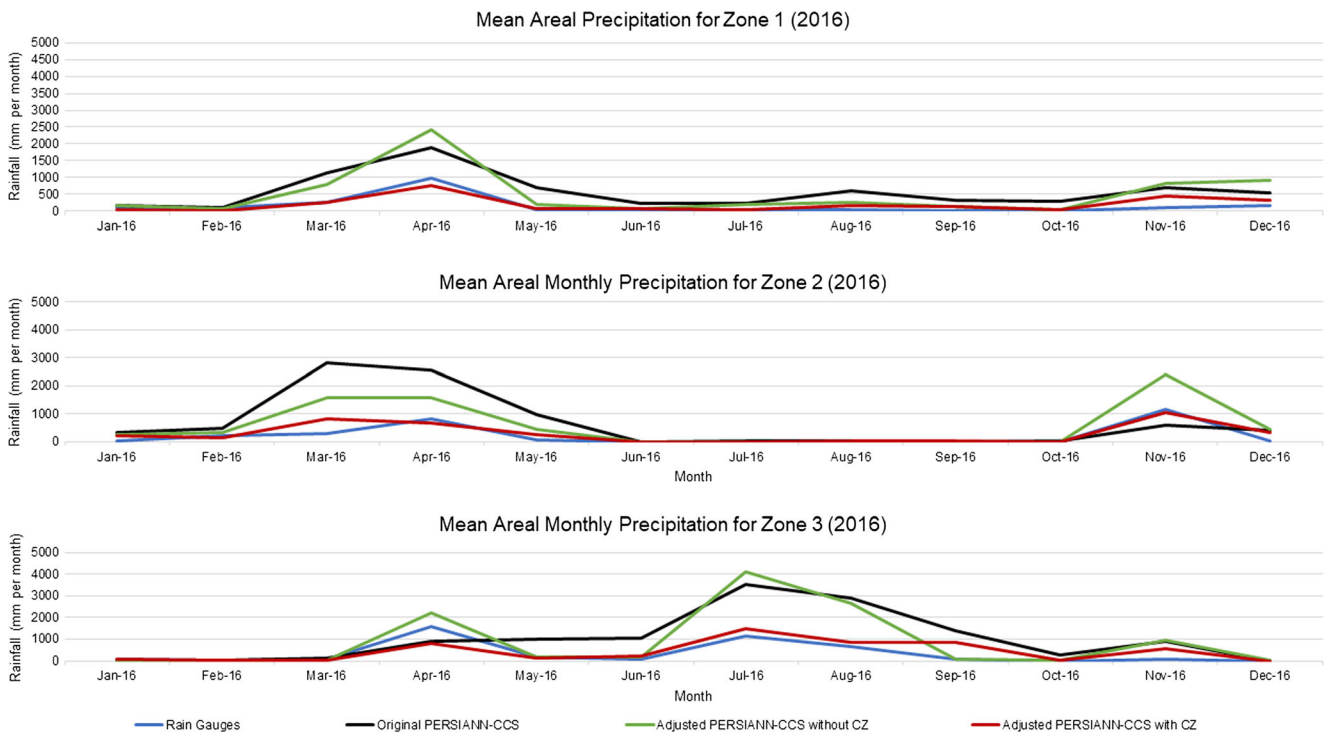 Mean Areal Precipitation for Zone 1 (2016)
Rainfall (mm per month)
5000
4500
4000
3500
3000
2500
2000
1500
1000
500
0
Jan-16 Feb-16 Mar-16 Apr-16 May-16 Jun-16 Jul-16 Aug-16 Sep-16 Oct-16 Nov-16 Dec-16
Mean Areal Monthly Precipitation for Zone 2 (2016)
Rainfall (mm per month)
5000
4000
3000
2000
1000
0
Jan-16 Feb-16 Mar-16 Apr-16 May-16 Jun-16 Jul-16 Aug-16 Sep-16 Oct-16 Nov-16 Dec-16
Month
Mean Areal Monthly Precipitation for Zone 3 (2016)
Rainfall (mm per month)
5000
4000
3000
2000
1000
0
Jan-16 Feb-16 Mar-16 Apr-16 May-16 Jun-16 Jul-16 Aug-16 Sep-16 Oct-16 Nov-16 Dec-16
Month
Rain Gauges Original PERSIANN-CCS Adjusted PERSIANN-CCS without CZ Adjusted PERSIANN-CCS with CZ